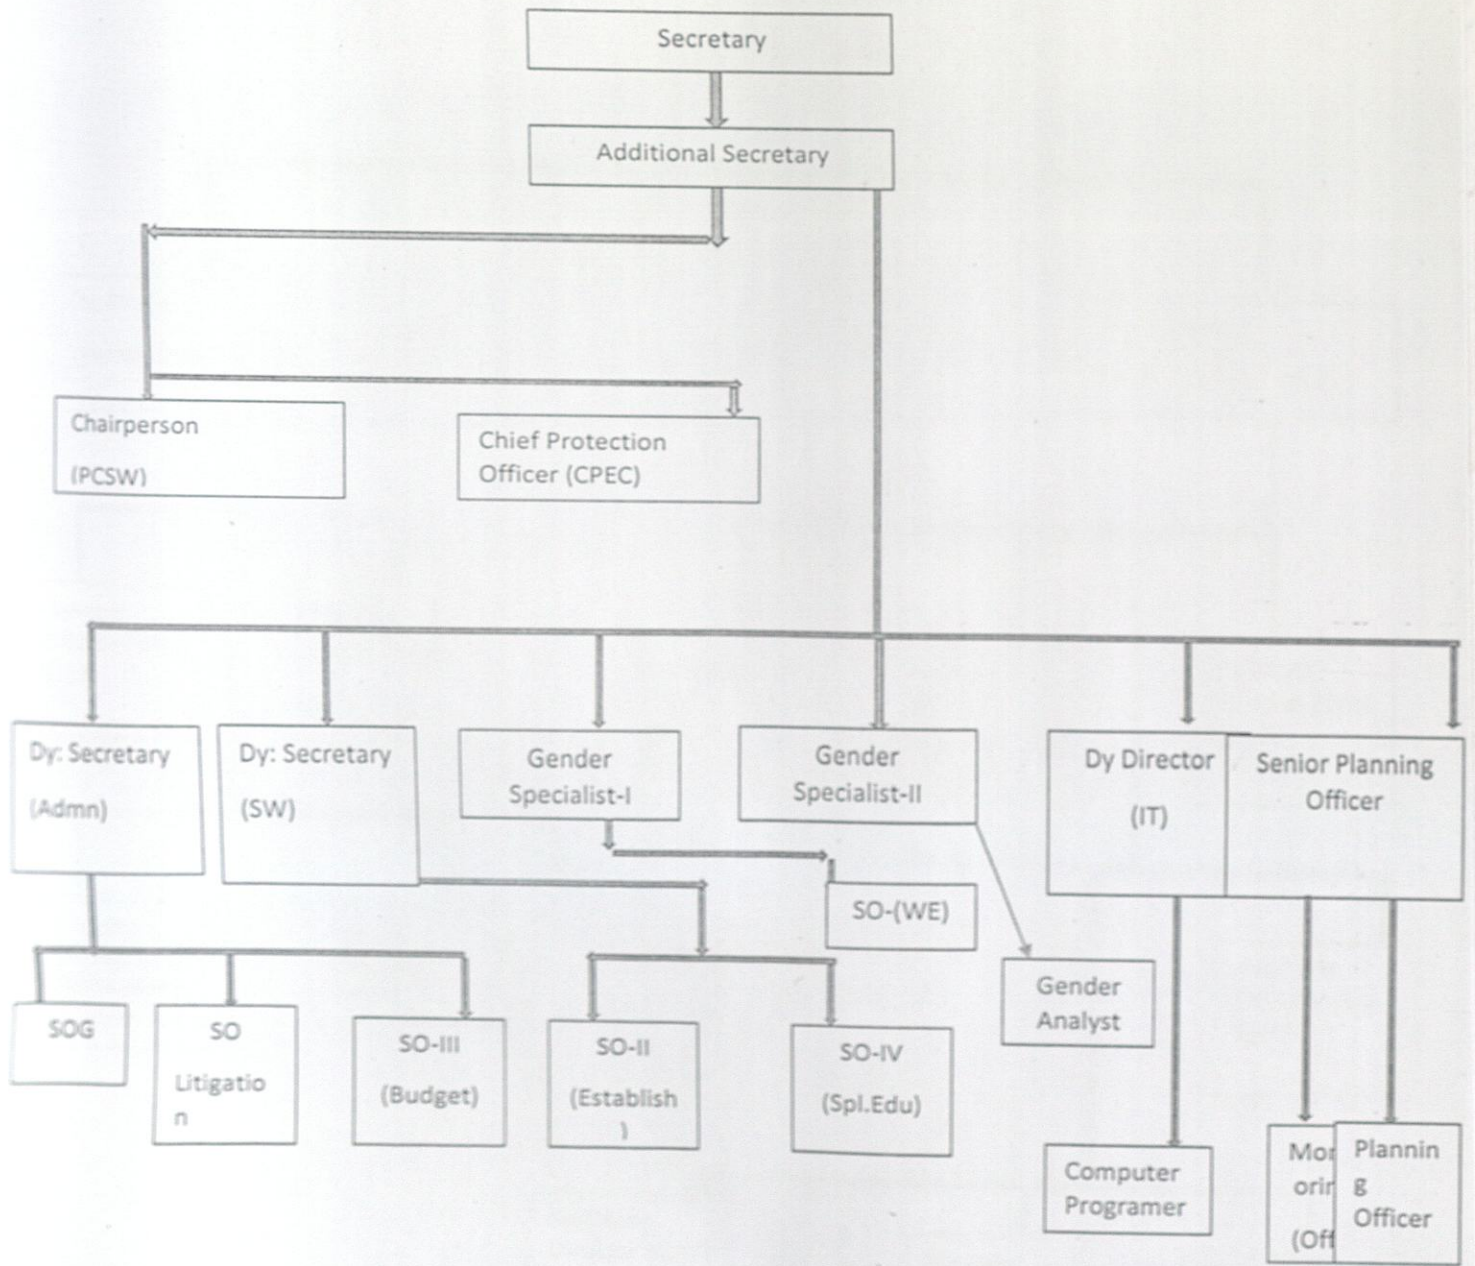 Secretary
Additional Secretary
Chairperson
(PCSW)
Chief Protection
Officer (CPEC)
Dy: Secretary
(Admn)
Dy: Secretary
(SW)
Gender
Specialist-I
Gender
Specialist-II
Dy Director
(IT)
Senior Planning
Officer
SO-(WE)
Gender
Analyst
SOG
SO
Litigatio
n
SO-III
(Budget)
SO-II
(Establish
)
SO-IV
(Spl.Edu)
Computer
Programer
Plannin
g
Officer